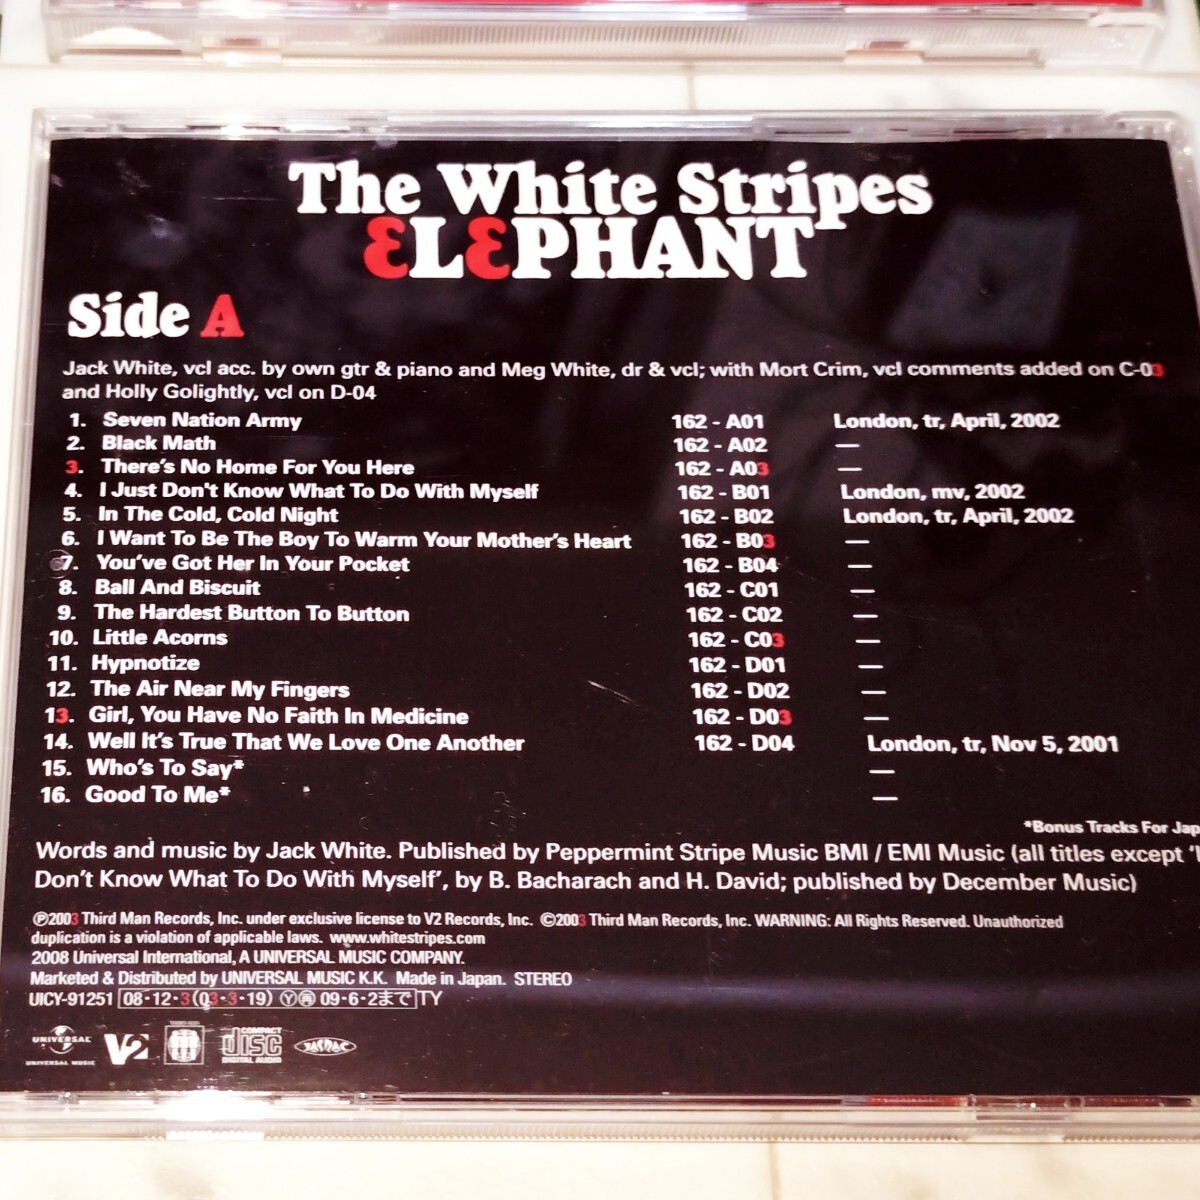 The White Stripes
ELEPHANT
Side A
Jack White, vcl acc. by own gtr & piano and Meg White, dr & vcl; with Mort Crim, vcl comments added on C-03
and Holly Golightly, vcl on D-04
1. Seven Nation Army 162 - A01 London, tr, April, 2002
2. Black Math 162 - A02 —
3. There's No Home For You Here 162 - A03 —
4. I Just Don't Know What To Do With Myself 162 - B01 London, mv, 2002
5. In The Cold, Cold Night 162 - B02 London, tr, April, 2002
6. I Want To Be The Boy To Warm Your Mother's Heart 162 - B03 —
7. You've Got Her In Your Pocket 162 - B04 —
8. Ball And Biscuit 162 - C01 —
9. The Hardest Button To Button 162 - C02 —
10. Little Acorns 162 - C03 —
11. Hypnotize 162 - D01 —
12. The Air Near My Fingers 162 - D02 —
13. Girl, You Have No Faith In Medicine 162 - D03 —
14. Well It's True That We Love One Another 162 - D04 London, tr, Nov 5, 2001
15. Who's To Say* —
16. Good To Me* —
*Bonus Tracks For Jap
Words and music by Jack White. Published by Peppermint Stripe Music BMI / EMI Music (all titles except 'I
Don't Know What To Do With Myself', by B. Bacharach and H. David; published by December Music)
℗2003 Third Man Records, Inc. under exclusive license to V2 Records, Inc. ©2003 Third Man Records, Inc. WARNING: All Rights Reserved. Unauthorized
duplication is a violation of applicable laws. www.whitestripes.com
2008 Universal International, A UNIVERSAL MUSIC COMPANY.
Marketed & Distributed by UNIVERSAL MUSIC K.K. Made in Japan. STEREO
UICY-91251 08・12・3(03・3・19) Ⓨ㊞ 09・6・2まで TY
UNIVERSAL
UNIVERSAL MUSIC
V2
COMPACT
disc
DIGITAL AUDIO
JASRAC